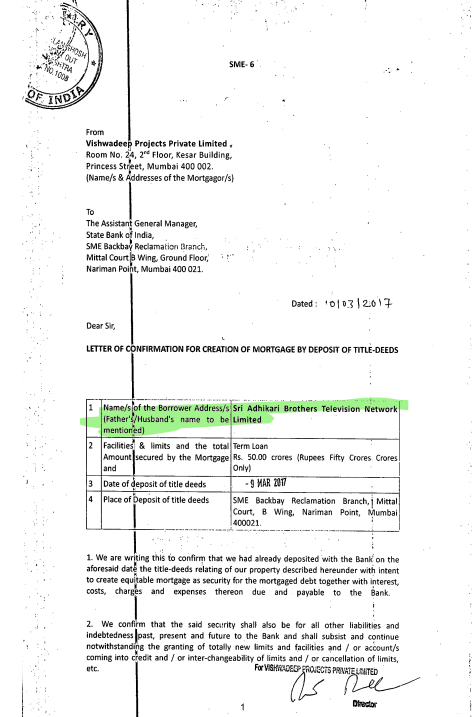 OF INDIA
NO.1008
SME- 6
From
Vishwadeep Projects Private Limited ,
Room No. 24, 2nd Floor, Kesar Building,
Princess Street, Mumbai 400 002.
(Name/s & Addresses of the Mortgagor/s)
To
The Assistant General Manager,
State Bank of India,
SME Backbay Reclamation Branch,
Mittal Court B Wing, Ground Floor,
Nariman Point, Mumbai 400 021.
Dated : 10/03/2017
Dear Sir,
LETTER OF CONFIRMATION FOR CREATION OF MORTGAGE BY DEPOSIT OF TITLE-DEEDS
1 Name/s of the Borrower Address/s Sri Adhikari Brothers Television Network
(Father's/Husband's name to be Limited
mentioned)
2 Facilities & limits and the total Term Loan
Amount secured by the Mortgage Rs. 50.00 crores (Rupees Fifty Crores Crores
and Only)
3 Date of deposit of title deeds - 9 MAR 2017
4 Place of Deposit of title deeds SME Backbay Reclamation Branch, Mittal
Court, B Wing, Nariman Point, Mumbai
400021.
1. We are writing this to confirm that we had already deposited with the Bank on the
aforesaid date the title-deeds relating of our property described hereunder with intent
to create equitable mortgage as security for the mortgaged debt together with interest,
costs, charges and expenses thereon due and payable to the Bank.
2. We confirm that the said security shall also be for all other liabilities and
indebtedness past, present and future to the Bank and shall subsist and continue
notwithstanding the granting of totally new limits and facilities and / or account/s
coming into credit and / or inter-changeability of limits and / or cancellation of limits,
etc.
For VISHWADEEP PROJECTS PRIVATE LIMITED
Director
1